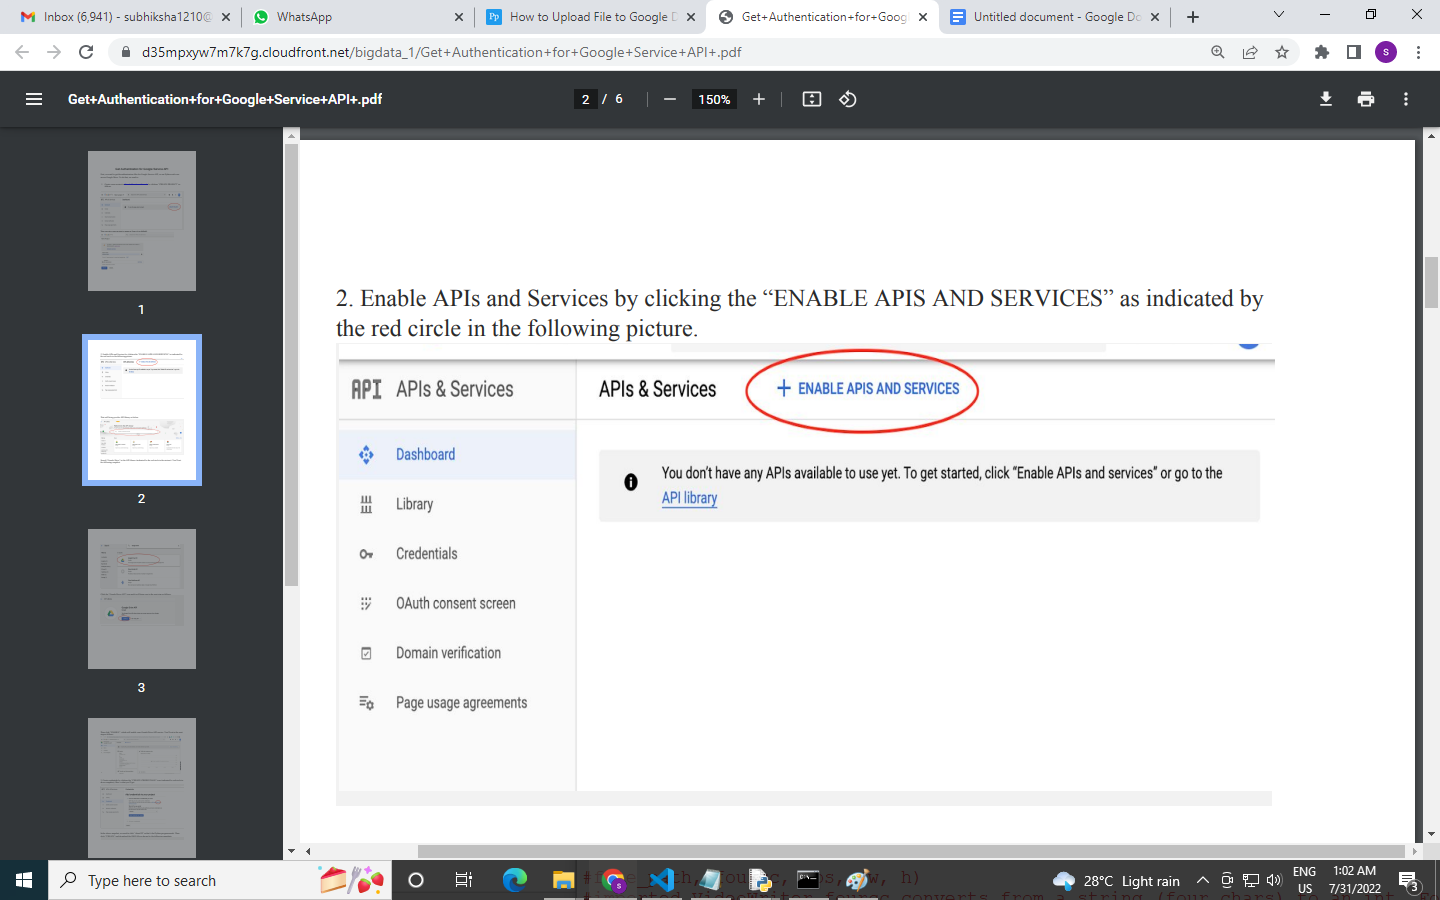 Inbox (6,941) - subhiksha1210@
WhatsApp
How to Upload File to Google D
Get+Authentication+for+Goog
Untitled document - Google Do
d35mpxyw7m7k7g.cloudfront.net/bigdata_1/Get+Authentication+for+Google+Service+API+.pdf
S
Get+Authentication+for+Google+Service+API+.pdf
2 / 6
150%
1
2
3
2. Enable APIs and Services by clicking the “ENABLE APIS AND SERVICES” as indicated by
the red circle in the following picture.
API APIs & Services
APIs & Services
+ ENABLE APIS AND SERVICES
Dashboard
Library
Credentials
OAuth consent screen
Domain verification
Page usage agreements
You don't have any APIs available to use yet. To get started, click “Enable APIs and services” or go to the
API library
Type here to search
28°C Light rain
ENG
US
1:02 AM
7/31/2022
3